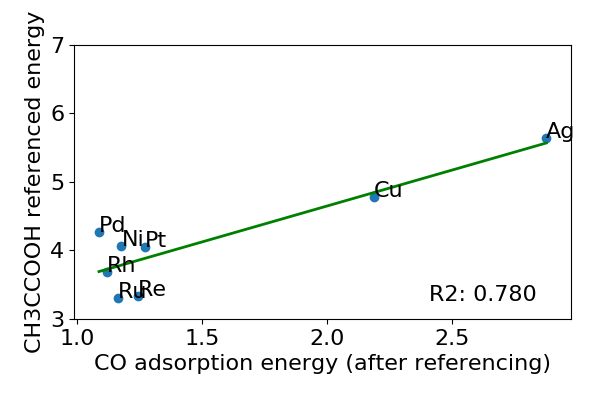 CH3CCOOH referenced energy
7
6
5
4
3
Ag
Cu
Pd
Ni
Pt
Rh
Ru
Re
R2: 0.780
1.0
1.5
2.0
2.5
CO adsorption energy (after referencing)